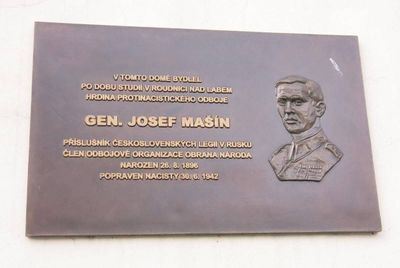 V TOMTO DOMĚ BYDLEL
PO DOBU STUDIÍ V ROUDNICI NAD LABEM
HRDINA PROTINACISTICKÉHO ODBOJE
GEN. JOSEF MAŠÍN
PŘÍSLUŠNÍK ČESKOSLOVENSKÝCH LEGIÍ V RUSKU
ČLEN ODBOJOVÉ ORGANIZACE OBRANA NÁRODA
NAROZEN 26. 8. 1896
POPRAVEN NACISTY 30. 6. 1942